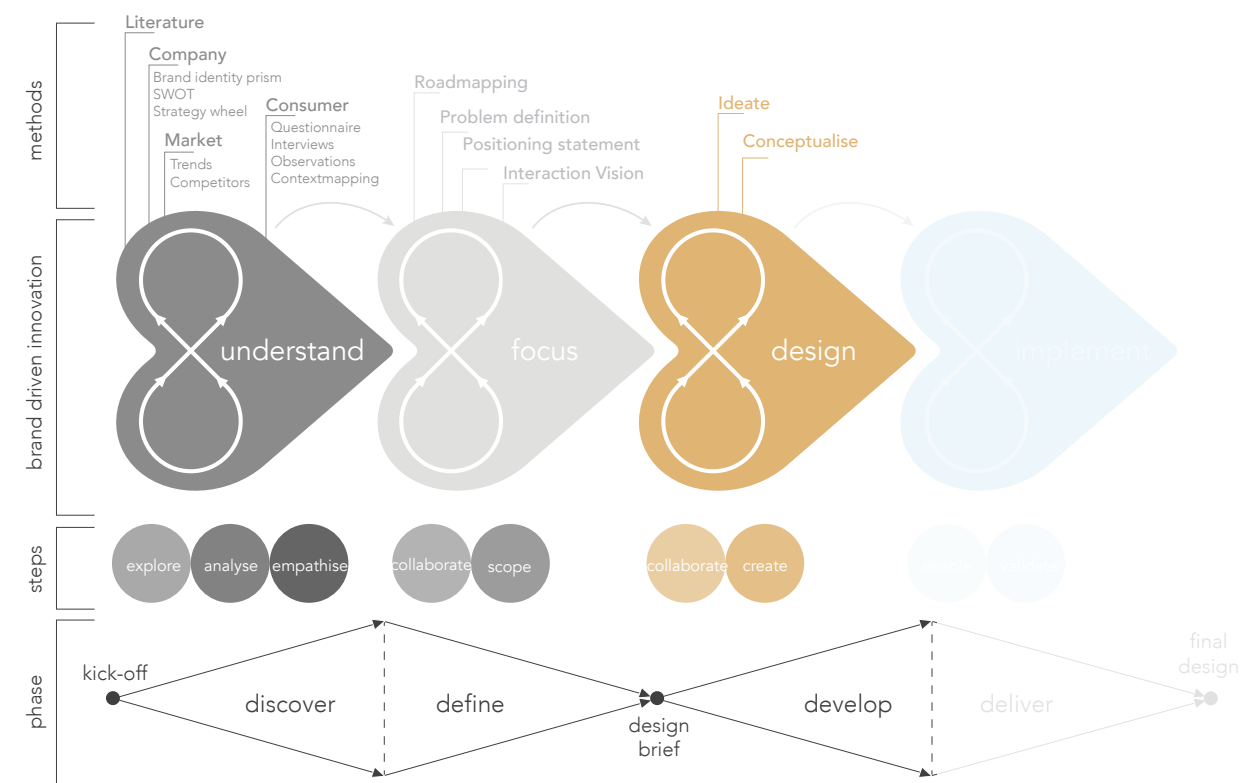 methods
Literature
Company
Brand identity prism
SWOT
Strategy wheel
Market
Trends
Competitors
Consumer
Questionnaire
Interviews
Observations
Contextmapping
Roadmapping
Problem definition
Positioning statement
Interaction Vision
Ideate
Conceptualise
brand driven innovation
understand
focus
design
implement
steps
explore
analyse
empathise
collaborate
scope
collaborate
create
validate
phase
kick-off
discover
define
design
brief
develop
deliver
final
design